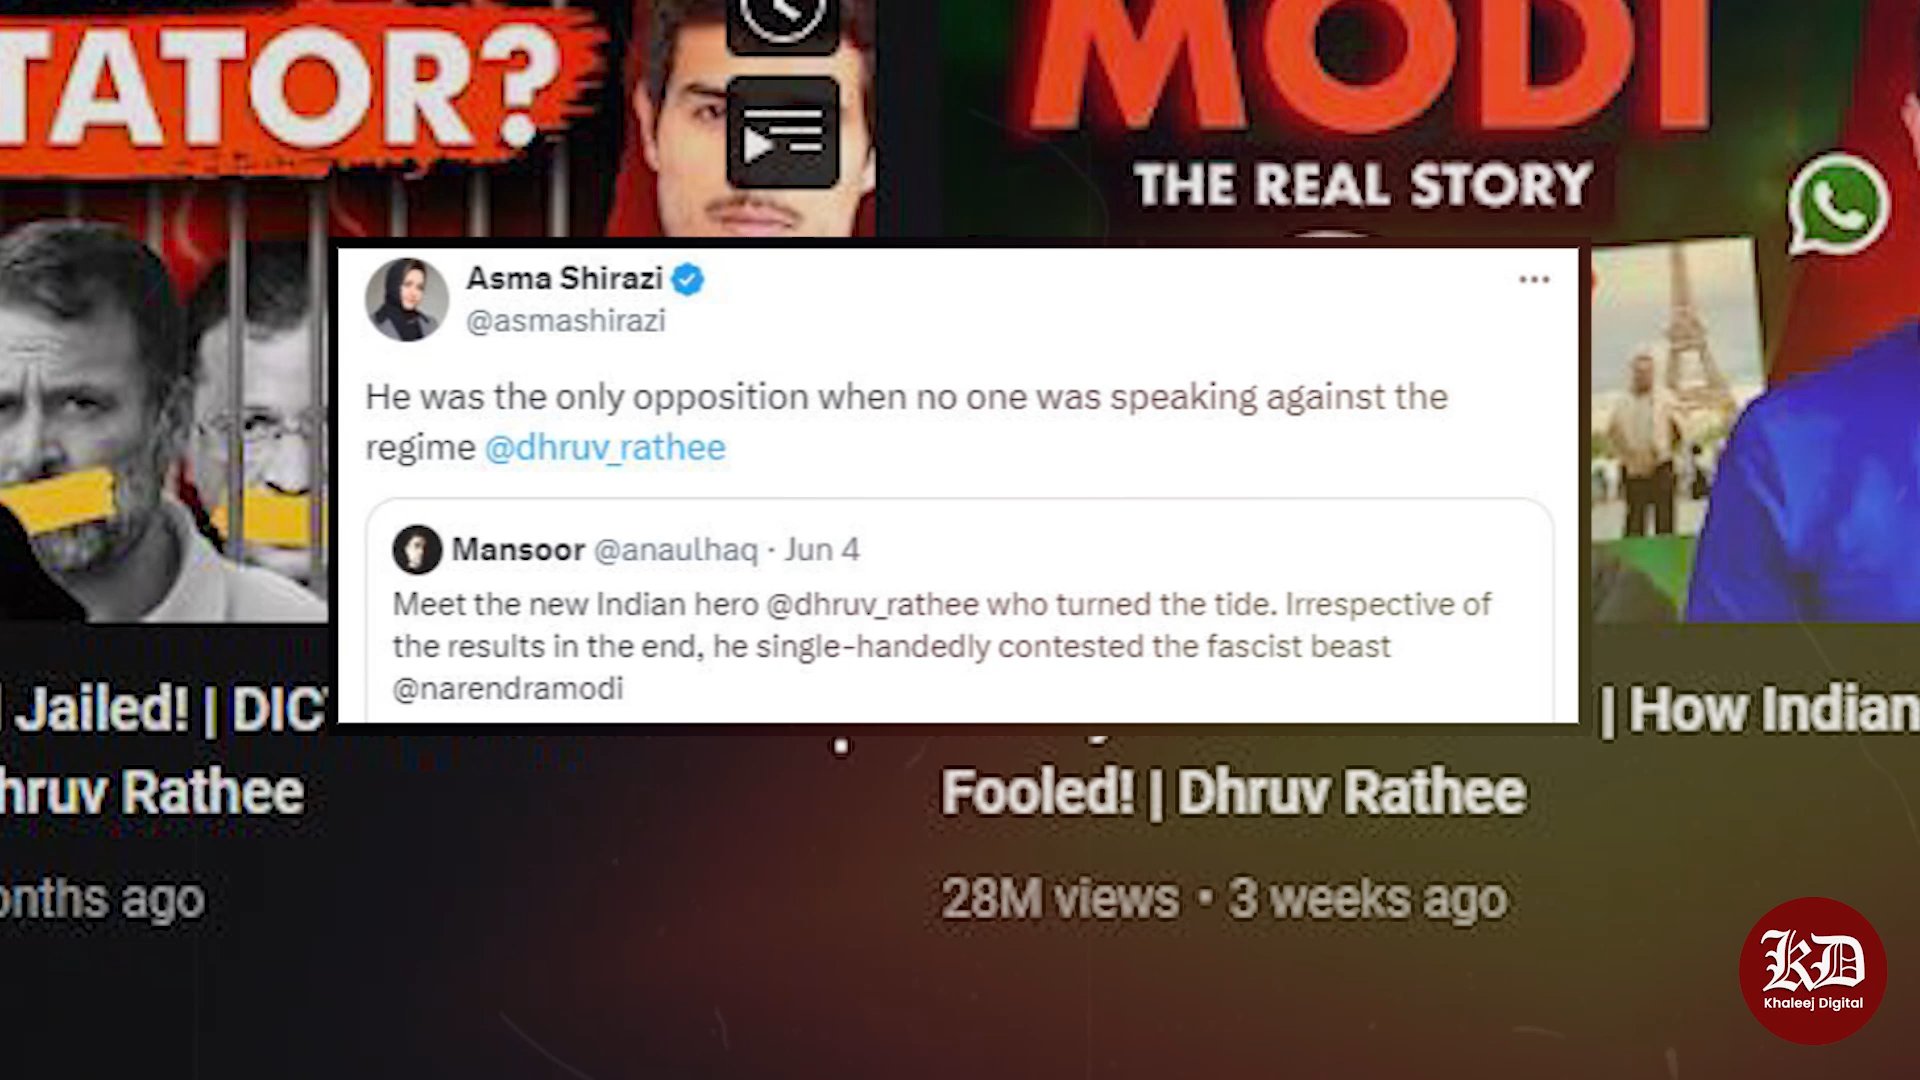 TATOR?
MODI
THE REAL STORY
Asma Shirazi
@asmashirazi
He was the only opposition when no one was speaking against the
regime @dhruv_rathee
Mansoor @anaulhaq · Jun 4
Meet the new Indian hero @dhruv_rathee who turned the tide. Irrespective of
the results in the end, he single-handedly contested the fascist beast
@narendramodi
Jailed! | DIC
hruv Rathee
onths ago
| How Indian
Fooled! | Dhruv Rathee
28M views • 3 weeks ago
KD
Khaleej Digital